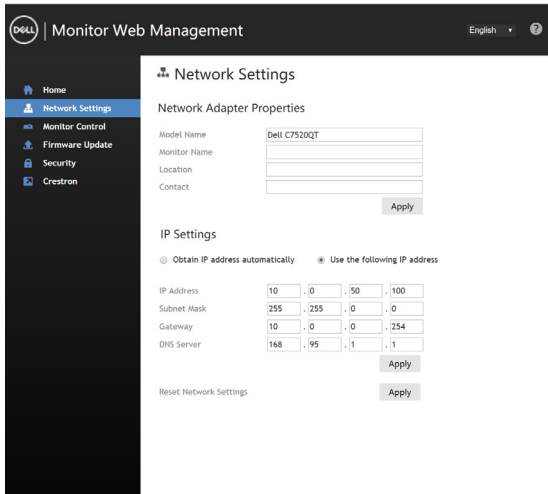 DELL | Monitor Web Management
English ?
Home
Network Settings
Monitor Control
Firmware Update
Security
Crestron
Network Settings
Network Adapter Properties
Model Name Dell C7520QT
Monitor Name
Location
Contact
Apply
IP Settings
Obtain IP address automatically Use the following IP address
IP Address 10 . 0 . 50 . 100
Subnet Mask 255 . 255 . 0 . 0
Gateway 10 . 0 . 0 . 254
DNS Server 168 . 95 . 1 . 1
Apply
Reset Network Settings Apply